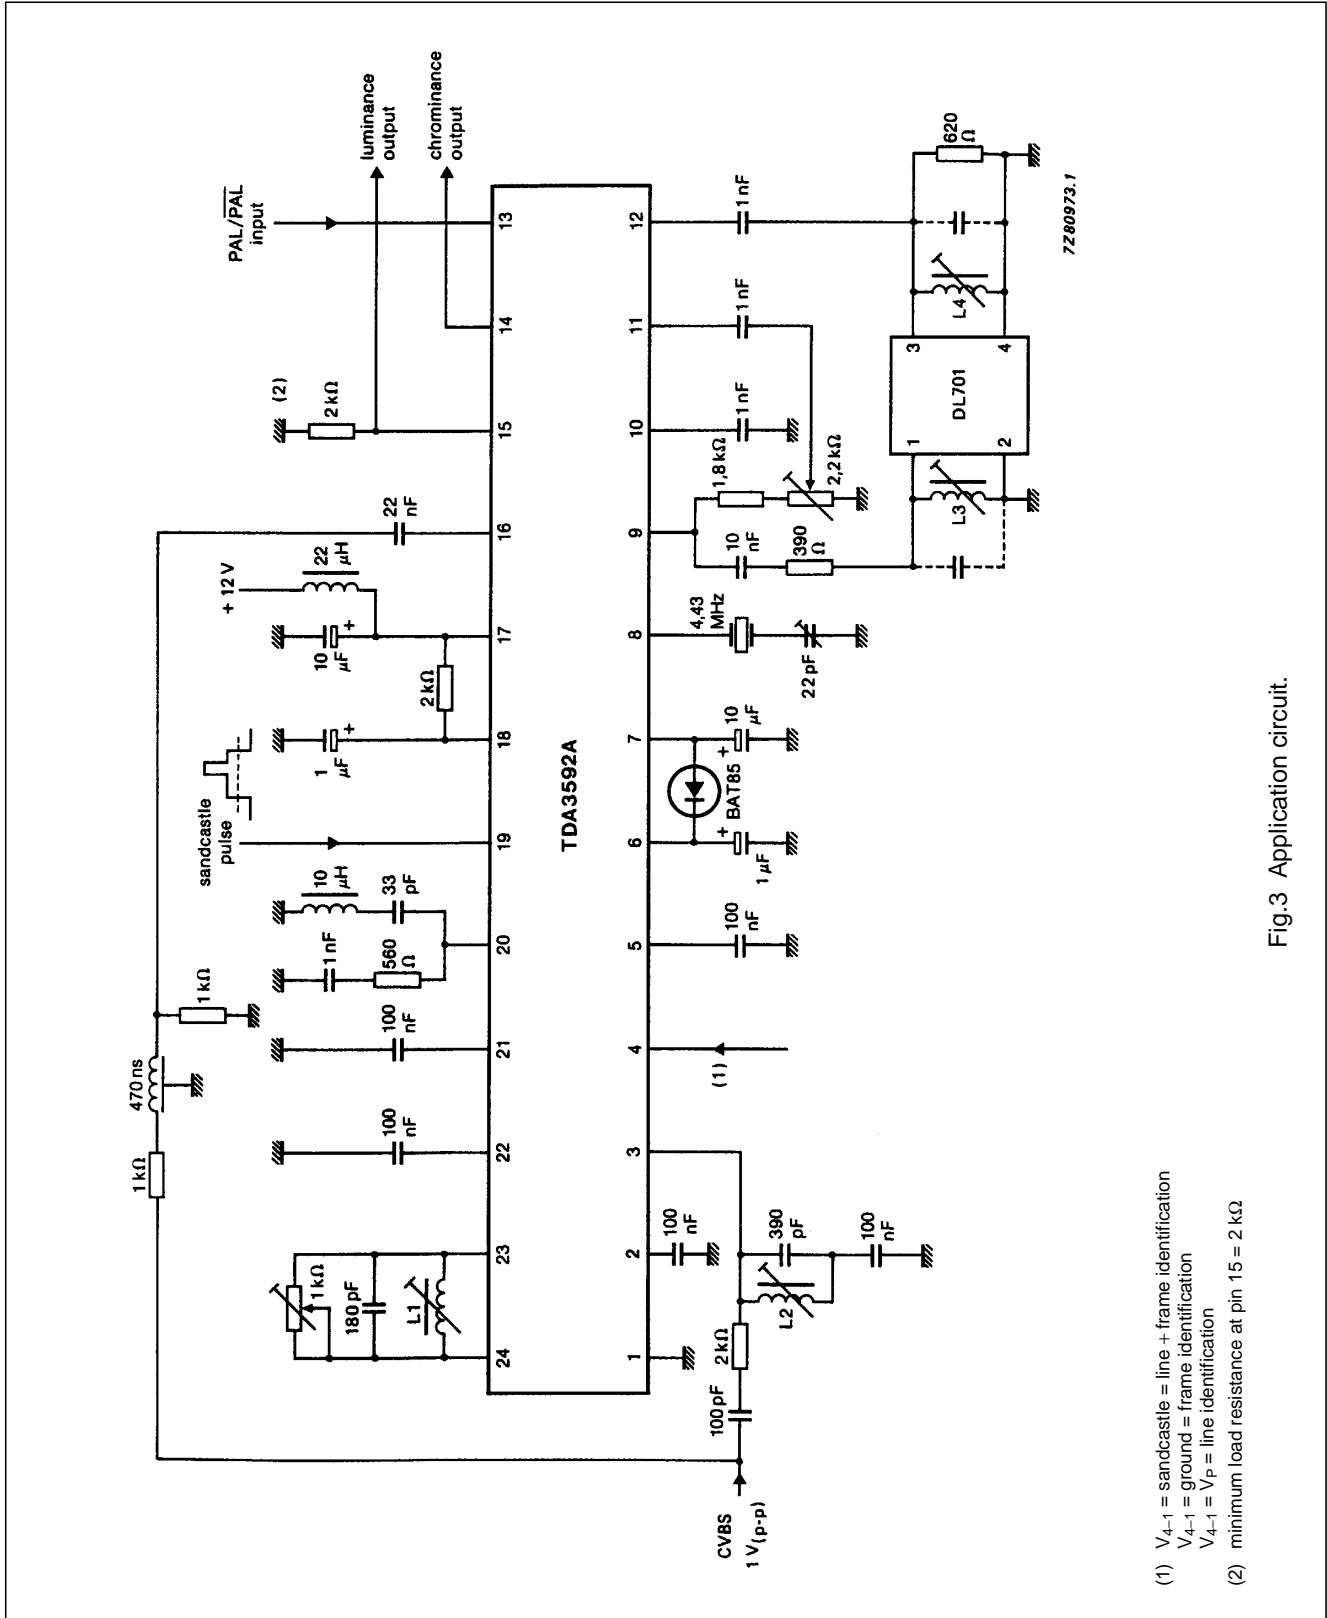 PAL/PAL
input
luminance
output
chrominance
output
(2)
2 kΩ
22
nF
+ 12 V
22
μH
10
μF
+
2 kΩ
1
μF
+
sandcastle
pulse
10
μH
33
pF
1 nF
560
Ω
1 kΩ
100
nF
470 ns
100
nF
1 kΩ
1 kΩ
180 pF
L1
24
23
22
21
20
19
18
17
16
15
14
13
TDA3592A
1
2
3
4
5
6
7
8
9
10
11
12
CVBS
1 V(p-p)
100 pF
2 kΩ
L2
390
pF
100
nF
100
nF
(1)
100
nF
1 μF
+
BAT85
+
10
μF
4,43
MHz
22 pF
10
nF
390
Ω
1,8 kΩ
2,2 kΩ
1 nF
1 nF
1 nF
L3
1
2
DL701
3
4
L4
620
Ω
7Z80973.1
(1) V4–1 = sandcastle = line + frame identification
V4–1 = ground = frame identification
V4–1 = VP = line identification
(2) minimum load resistance at pin 15 = 2 kΩ
Fig.3 Application circuit.